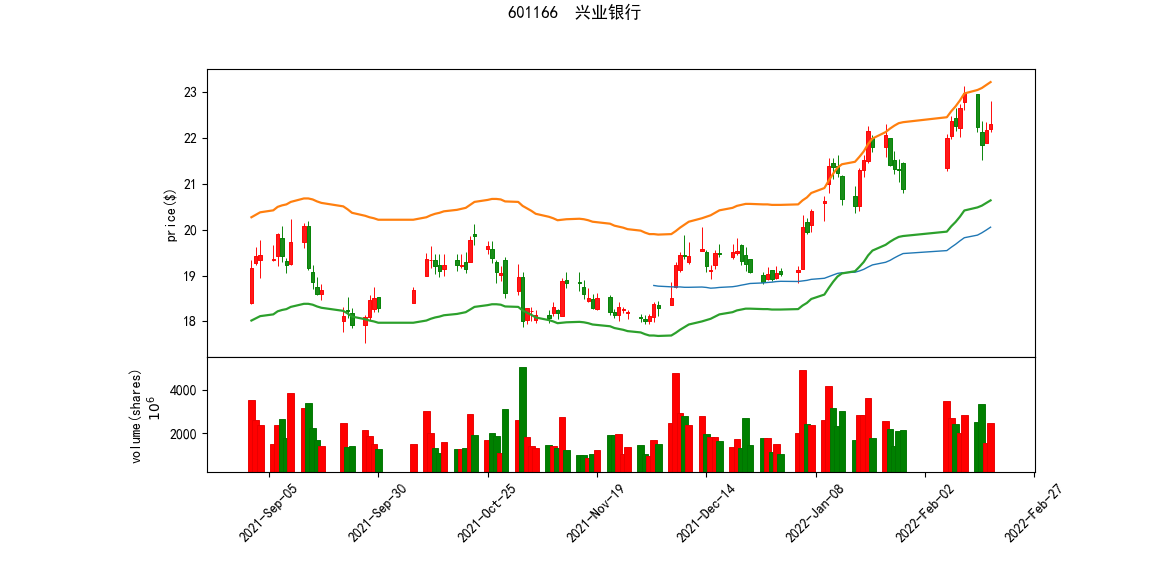 601166 兴业银行
price($)
23
22
21
20
19
18
volume(shares)
10^6
4000
2000
2021-Sep-05
2021-Sep-30
2021-Oct-25
2021-Nov-19
2021-Dec-14
2022-Jan-08
2022-Feb-02
2022-Feb-27